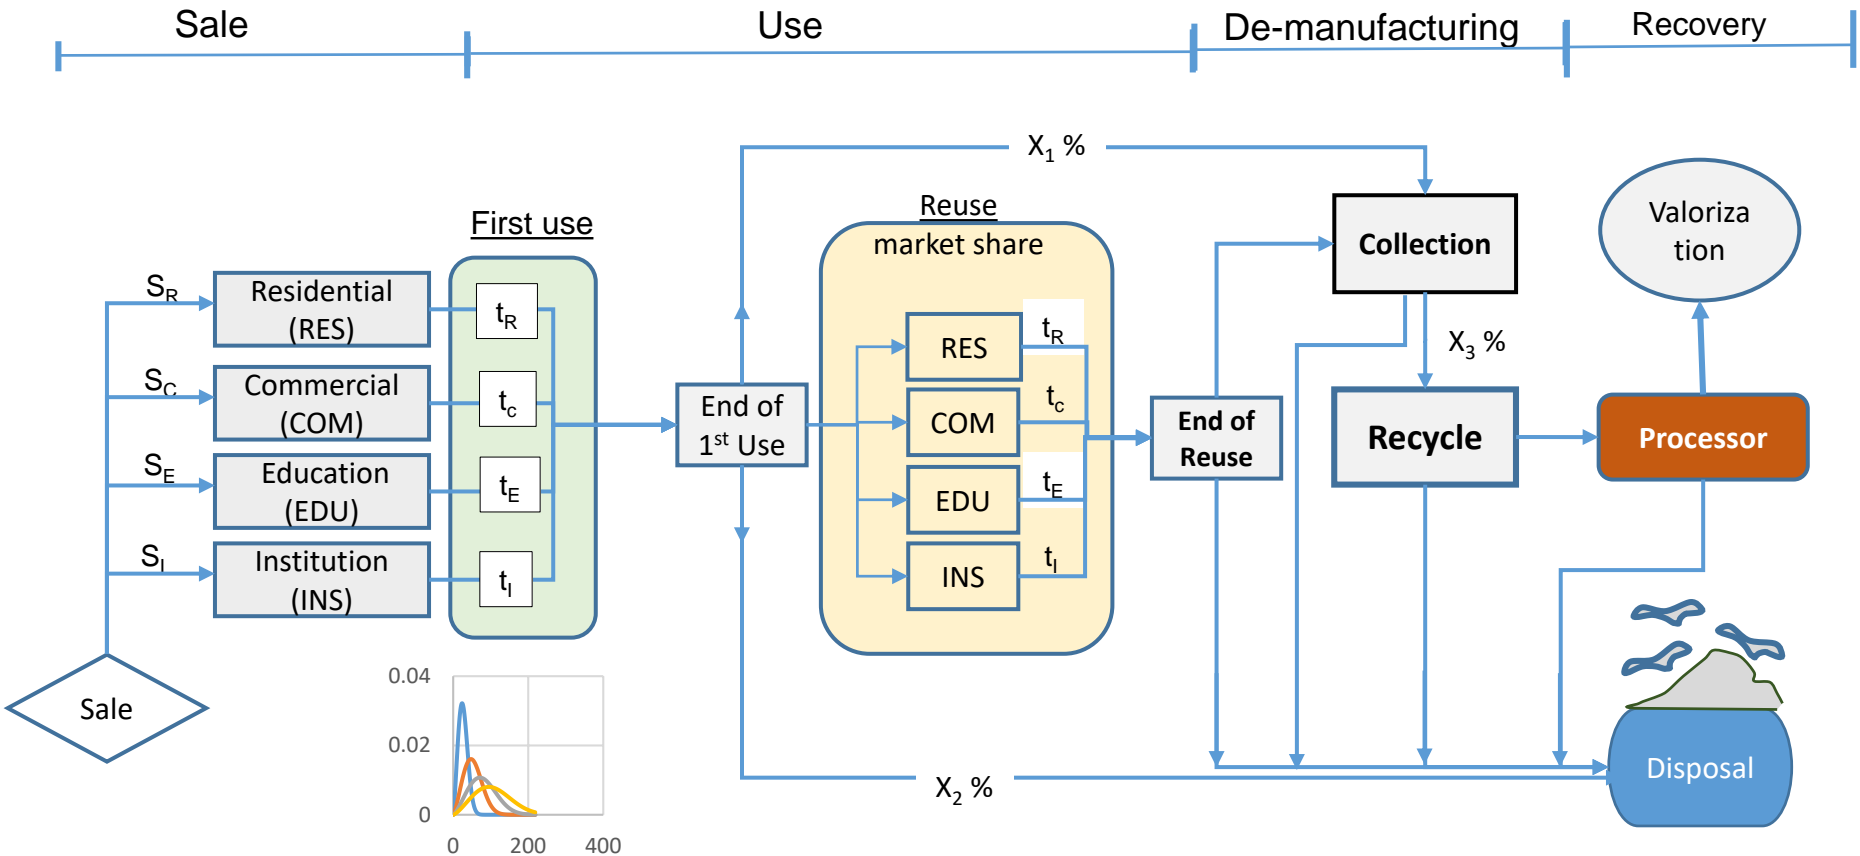 Sale
Use
De-manufacturing
Recovery
X1 %
Reuse
market share
First use
Collection
Valoriza
tion
SR
Residential
(RES)
tR
SC
Commercial
(COM)
tc
SE
Education
(EDU)
tE
SI
Institution
(INS)
tI
End of
1st Use
RES
tR
COM
tc
EDU
tE
INS
tI
End of
Reuse
X3 %
Recycle
Processor
Sale
0.04
0.02
0
0
200
400
X2 %
Disposal